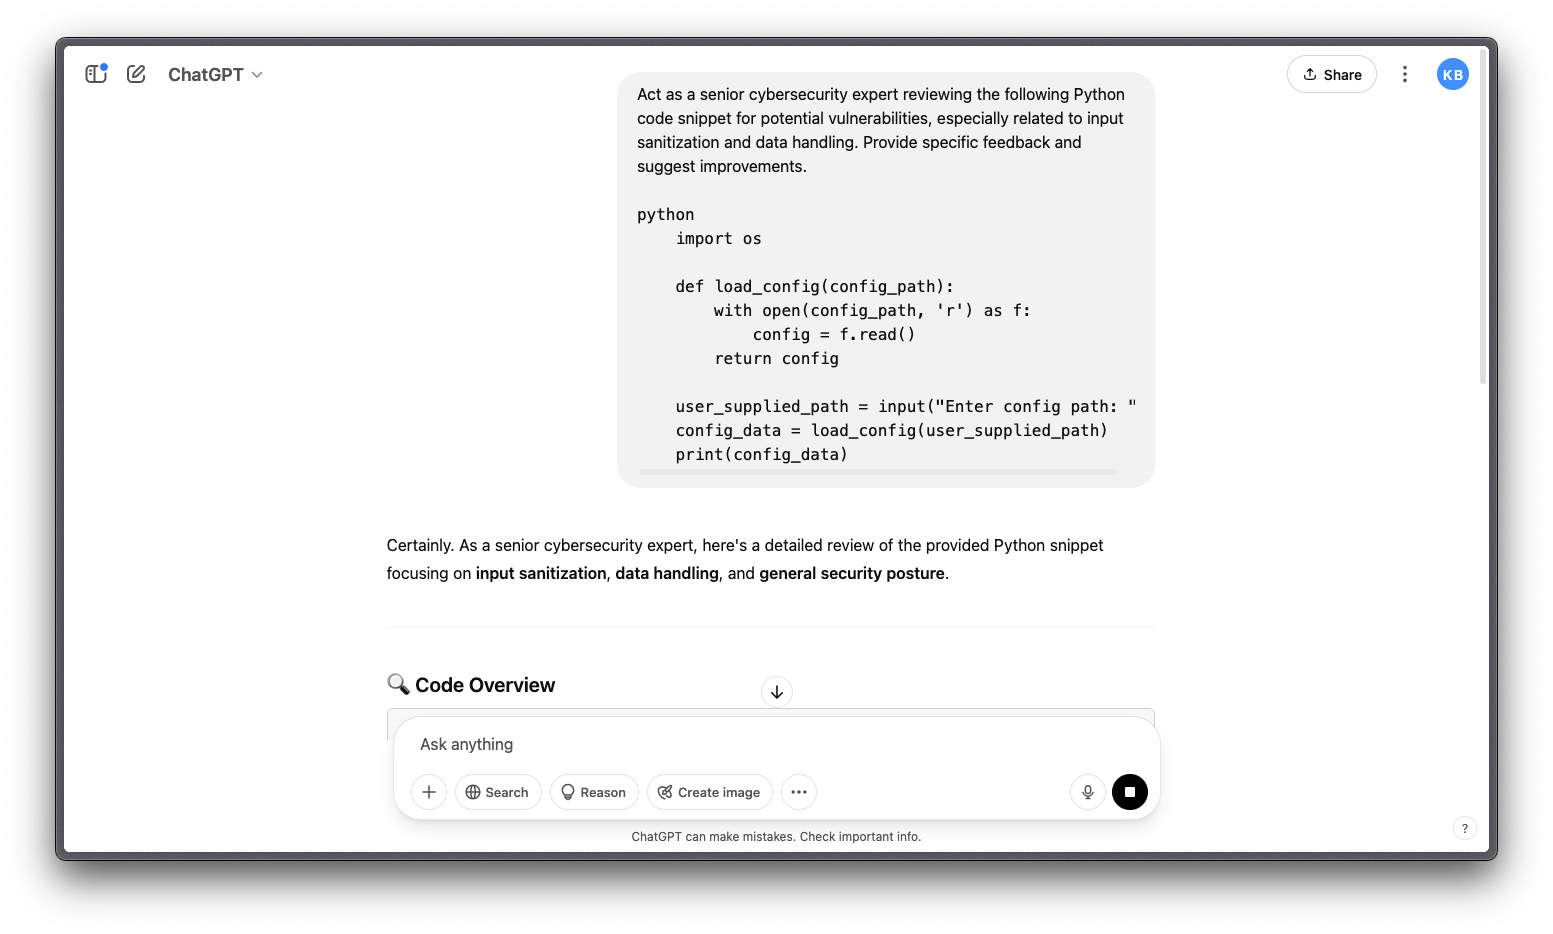 ChatGPT
Share
KB
Act as a senior cybersecurity expert reviewing the following Python
code snippet for potential vulnerabilities, especially related to input
sanitization and data handling. Provide specific feedback and
suggest improvements.
python
    import os
    def load_config(config_path):
        with open(config_path, 'r') as f:
            config = f.read()
        return config
    user_supplied_path = input("Enter config path: "
    config_data = load_config(user_supplied_path)
    print(config_data)
Certainly. As a senior cybersecurity expert, here's a detailed review of the provided Python snippet
focusing on input sanitization, data handling, and general security posture.
🔍 Code Overview
Ask anything
Search
Reason
Create image
ChatGPT can make mistakes. Check important info.
?